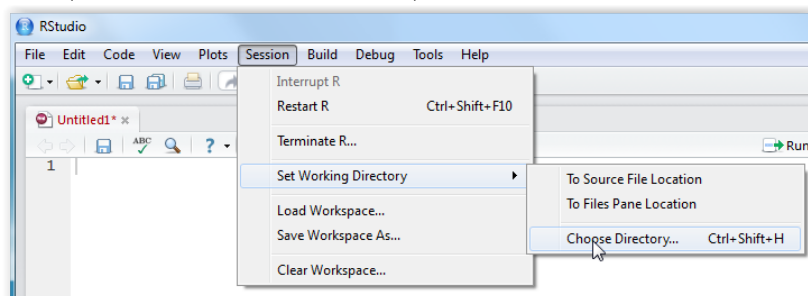 RStudio
File Edit Code View Plots Session Build Debug Tools Help
Untitled1* ×
ABC
? Run
1
Interrupt R
Restart R Ctrl+Shift+F10
Terminate R...
Set Working Directory
Load Workspace...
Save Workspace As...
Clear Workspace...
To Source File Location
To Files Pane Location
Choose Directory... Ctrl+Shift+H